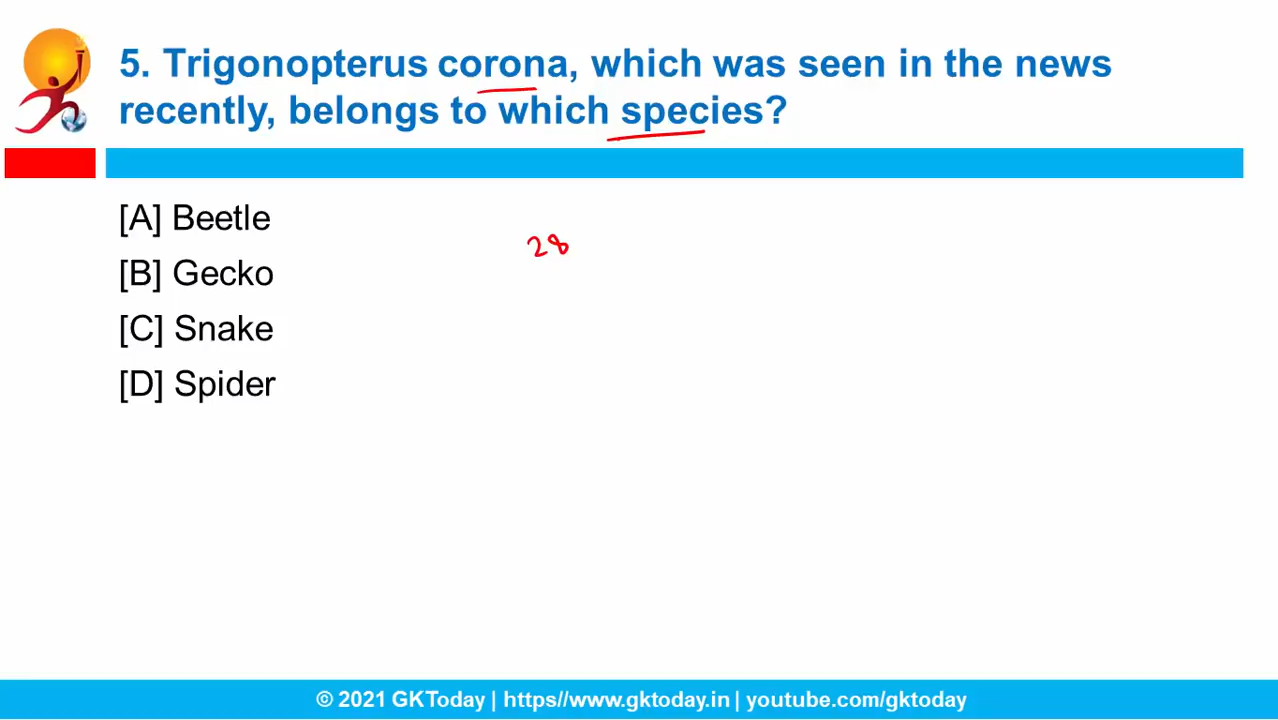 5. Trigonopterus corona, which was seen in the news
recently, belongs to which species?
[A] Beetle
28
[B] Gecko
[C] Snake
[D] Spider
© 2021 GKToday | https//www.gktoday.in | youtube.com/gktoday